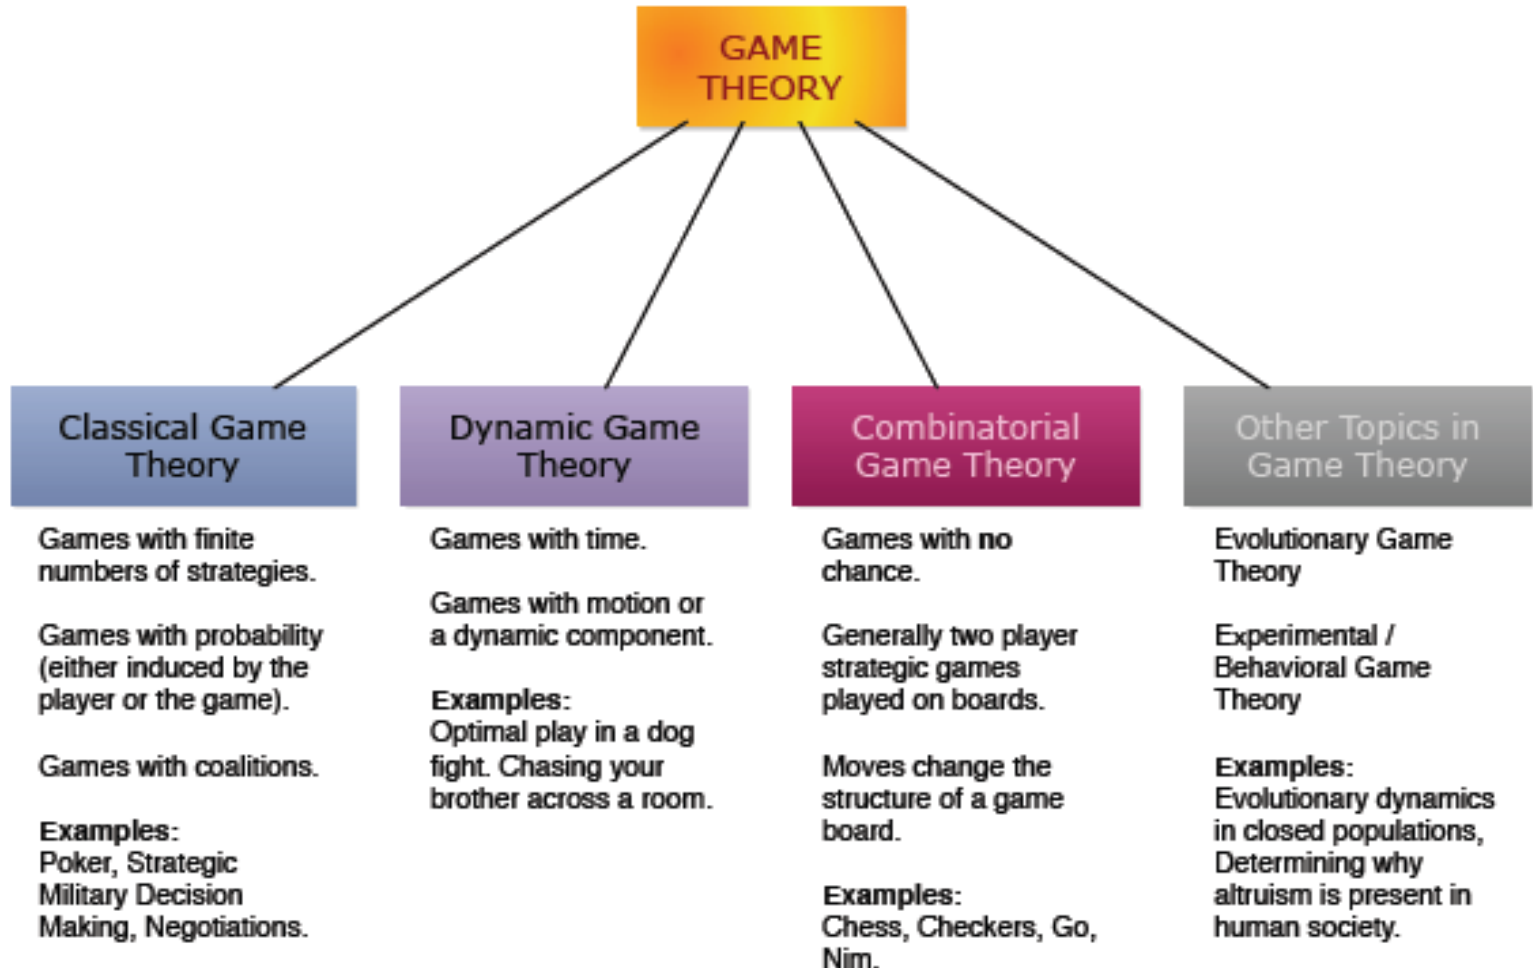 GAME
THEORY
Classical Game
Theory
Games with finite
numbers of strategies.
Games with probability
(either induced by the
player or the game).
Games with coalitions.
Examples:
Poker, Strategic
Military Decision
Making, Negotiations.
Dynamic Game
Theory
Games with time.
Games with motion or
a dynamic component.
Examples:
Optimal play in a dog
fight. Chasing your
brother across a room.
Combinatorial
Game Theory
Games with no
chance.
Generally two player
strategic games
played on boards.
Moves change the
structure of a game
board.
Examples:
Chess, Checkers, Go,
Nim.
Other Topics in
Game Theory
Evolutionary Game
Theory
Experimental /
Behavioral Game
Theory
Examples:
Evolutionary dynamics
in closed populations,
Determining why
altruism is present in
human society.